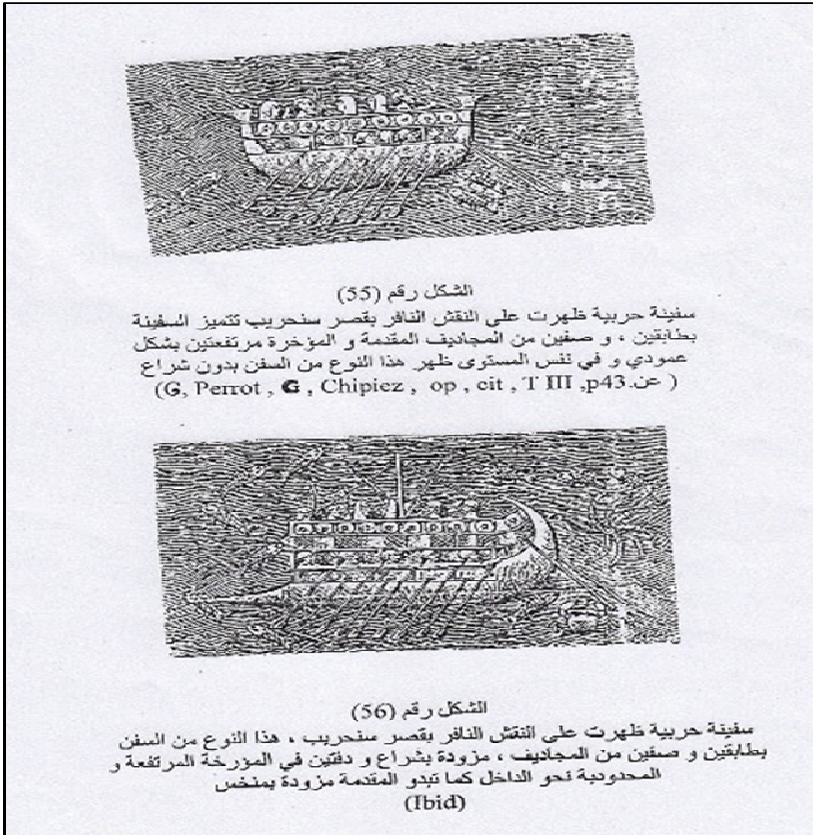 الشكل رقم (55)
سفينة حربية ظهرت على النقش النافر بقصر سنحريب تتميز السفينة
بطابقين ، و صفين من المجاديف المقدمة و المؤخرة مرتفعتين بشكل
عمودي و في نفس المستوى ظهر هذا النوع من السفن بدون شراع
(G, Perrot , G , Chipiez , op , cit , T III ,p43.عن )
الشكل رقم (56)
سفينة حربية ظهرت على النقش النافر بقصر سنحريب ، هذا النوع من السفن
بطابقين و صفين من المجاديف ، مزودة بشراع و دفتين في المؤرخة المرتفعة و
المحدودبة نحو الداخل كما تبدو المقدمة مزودة بمنخس
(Ibid)